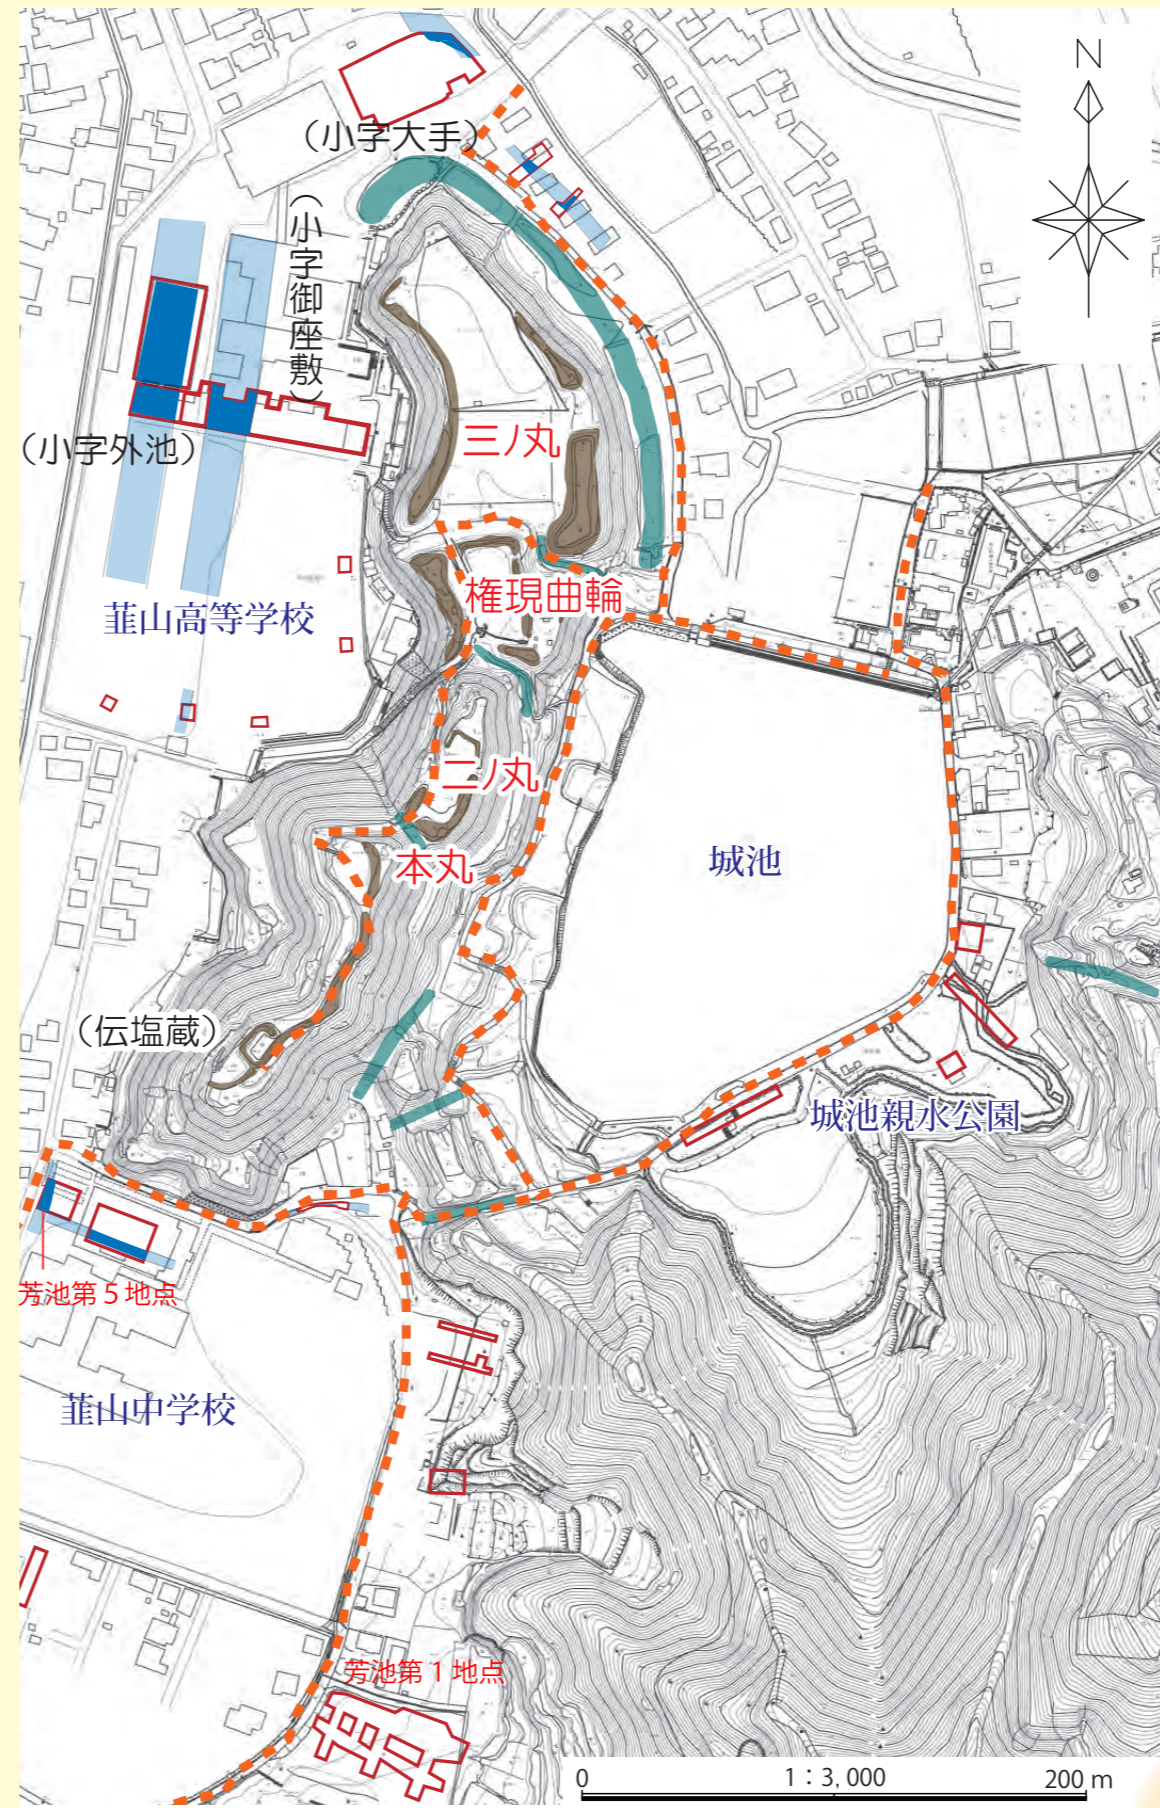 N
（小字大手）
（小字御座敷）
（小字外池）
三ノ丸
権現曲輪
韮山高等学校
二ノ丸
本丸
城池
（伝塩蔵）
城池親水公園
芳池第5地点
韮山中学校
芳池第1地点
0 1：3,000 200m